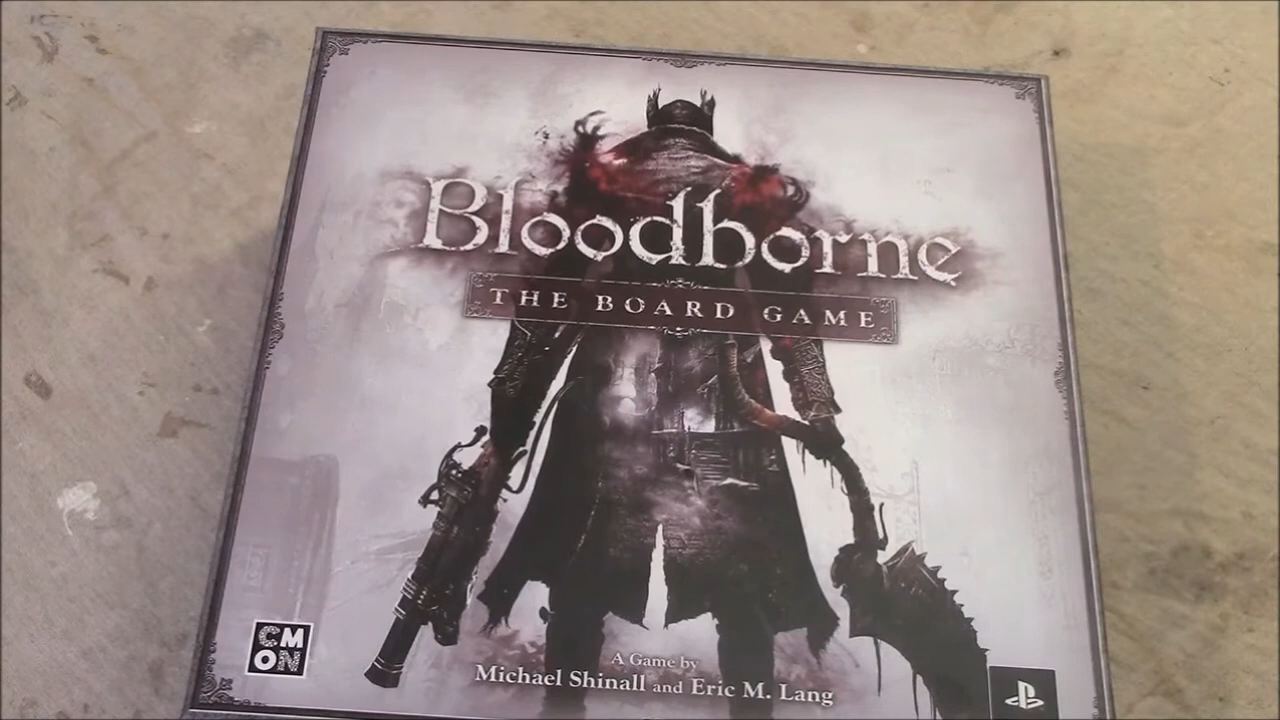 Bloodborne
THE BOARD GAME
A Game by
Michael Shinall and Eric M. Lang
CM
ON